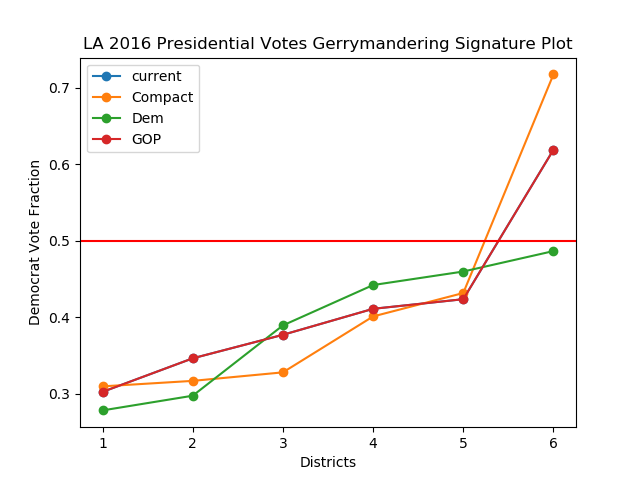 LA 2016 Presidential Votes Gerrymandering Signature Plot
current
Compact
Dem
GOP
Democrat Vote Fraction
0.7
0.6
0.5
0.4
0.3
1 2 3 4 5 6
Districts